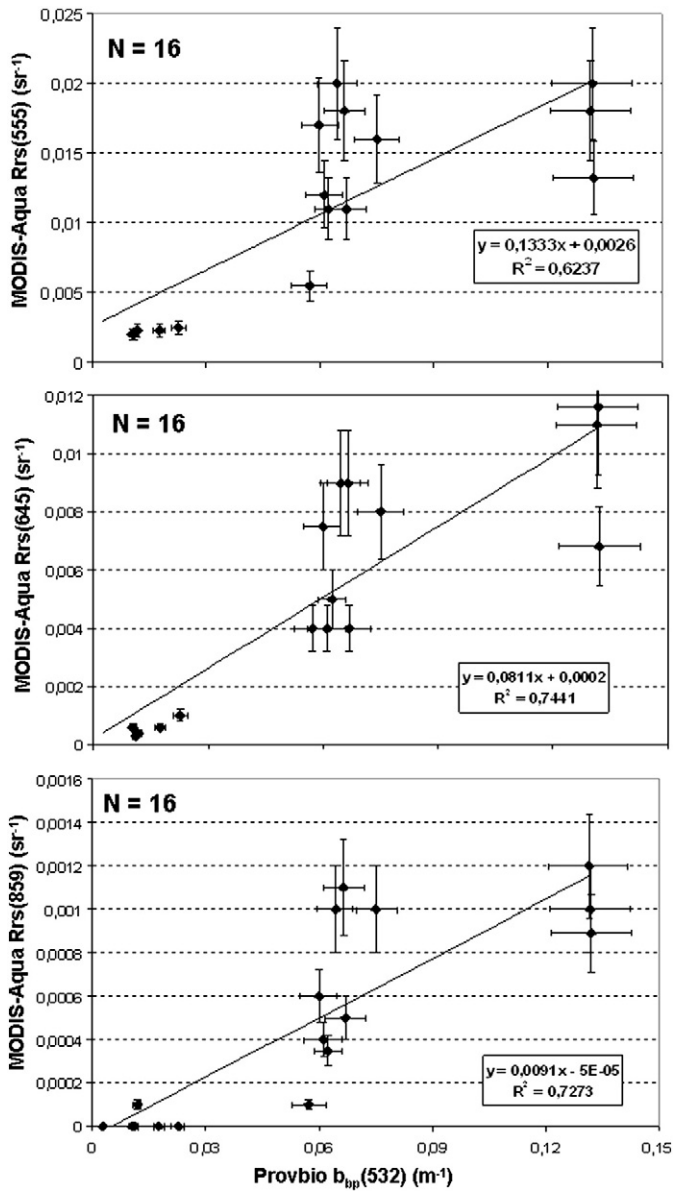 N = 16
MODIS-Aqua Rrs(555) (sr⁻¹)
0,025
0,02
0,015
0,01
0,005
0
y = 0,1333x + 0,0026
R² = 0,6237
N = 16
MODIS-Aqua Rrs(645) (sr⁻¹)
0,012
0,01
0,008
0,006
0,004
0,002
0
y = 0,0811x + 0,0002
R² = 0,7441
N = 16
MODIS-Aqua Rrs(859) (sr⁻¹)
0,0016
0,0014
0,0012
0,001
0,0008
0,0006
0,0004
0,0002
0
y = 0,0091x - 5E-05
R² = 0,7273
0 0,03 0,06 0,09 0,12 0,15
Provbio b_bp(532) (m⁻¹)